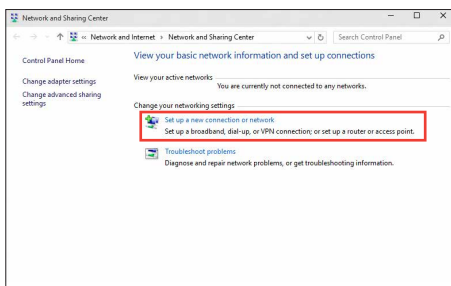 Network and Sharing Center
« Network and Internet › Network and Sharing Center
Search Control Panel
Control Panel Home
Change adapter settings
Change advanced sharing
settings
View your basic network information and set up connections
View your active networks
You are currently not connected to any networks.
Change your networking settings
Set up a new connection or network
Set up a broadband, dial-up, or VPN connection; or set up a router or access point.
Troubleshoot problems
Diagnose and repair network problems, or get troubleshooting information.